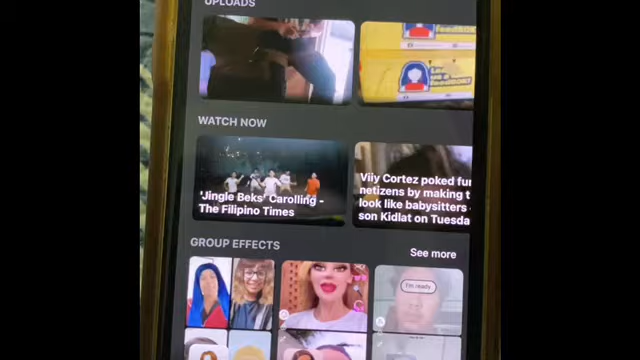 UPLOADS
WATCH NOW
'Jingle Beks' Carolling -
The Filipino Times
Viiy Cortez poked fun
netizens by making t
look like babysitters
son Kidlat on Tuesda
GROUP EFFECTS
See more
I'm ready